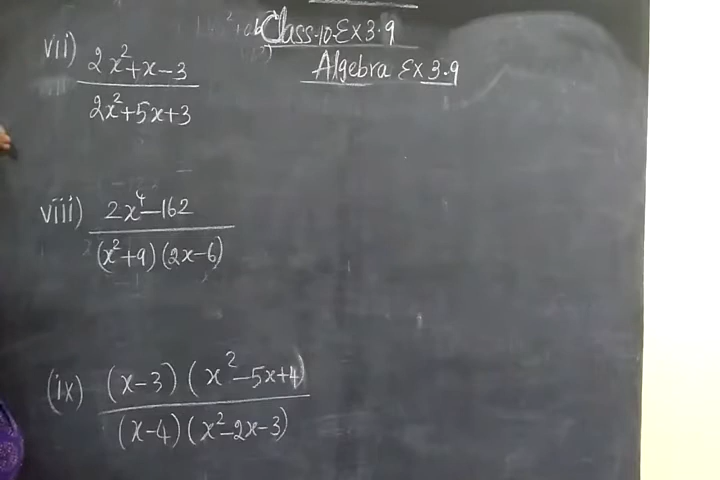 Class-10-Ex 3.9
Algebra Ex 3.9
vii) 2x²+x-3
2x²+5x+3
viii) 2x⁴-162
(x²+9)(2x-6)
(ix) (x-3)(x²-5x+4)
(x-4)(x²-2x-3)